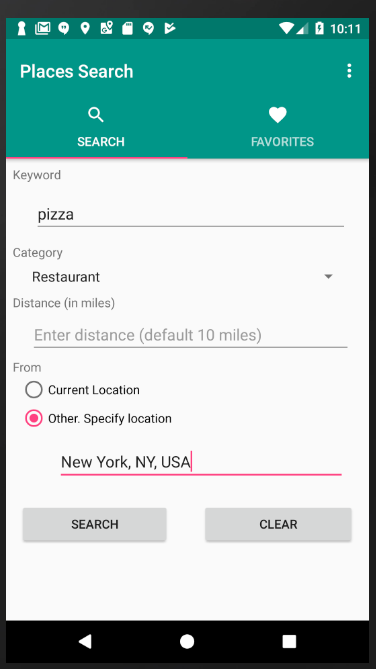 10:11
Places Search
SEARCH
FAVORITES
Keyword
pizza
Category
Restaurant
Distance (in miles)
Enter distance (default 10 miles)
From
Current Location
Other. Specify location
New York, NY, USA
SEARCH
CLEAR